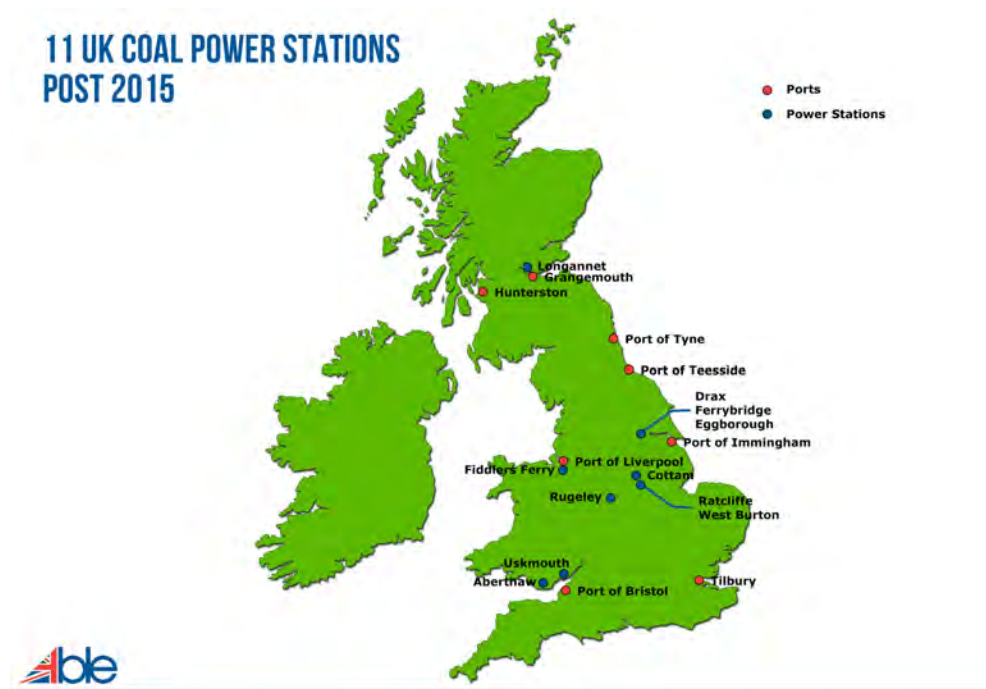 11 UK COAL POWER STATIONS
POST 2015
Ports
Power Stations
Longannet
Grangemouth
Hunterston
Port of Tyne
Port of Teesside
Drax
Ferrybridge
Eggborough
Port of Immingham
Port of Liverpool
Fiddlers Ferry
Cottam
Rugeley
Ratcliffe
West Burton
Uskmouth
Aberthaw
Tilbury
Port of Bristol
Able